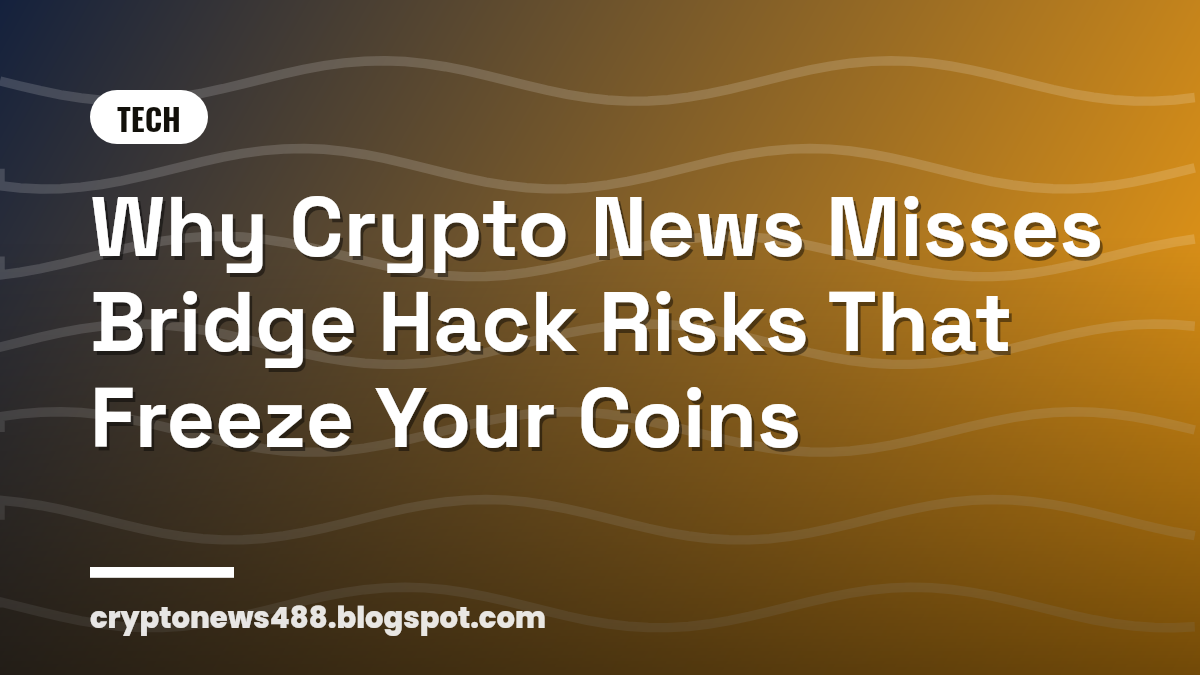 TECH
Why Crypto News Misses
Bridge Hack Risks That
Freeze Your Coins
cryptonews488.blogspot.com